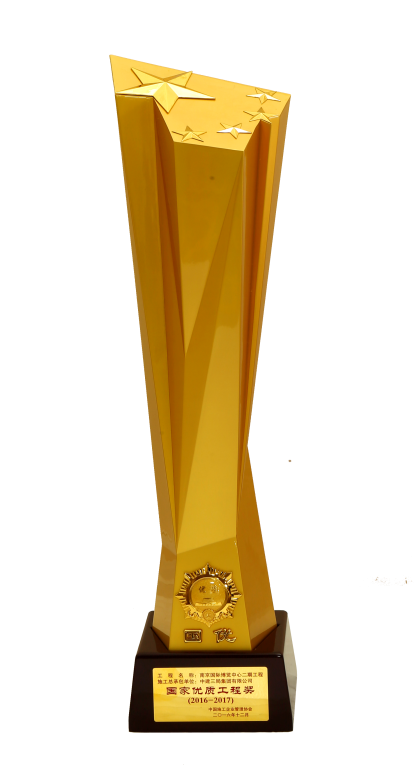 国 优
工 程 名 称：南京国际博览中心二期工程
施工总承包单位：中建三局集团有限公司
国家优质工程奖
(2016~2017)
中国施工企业管理协会
二〇一六年十二月